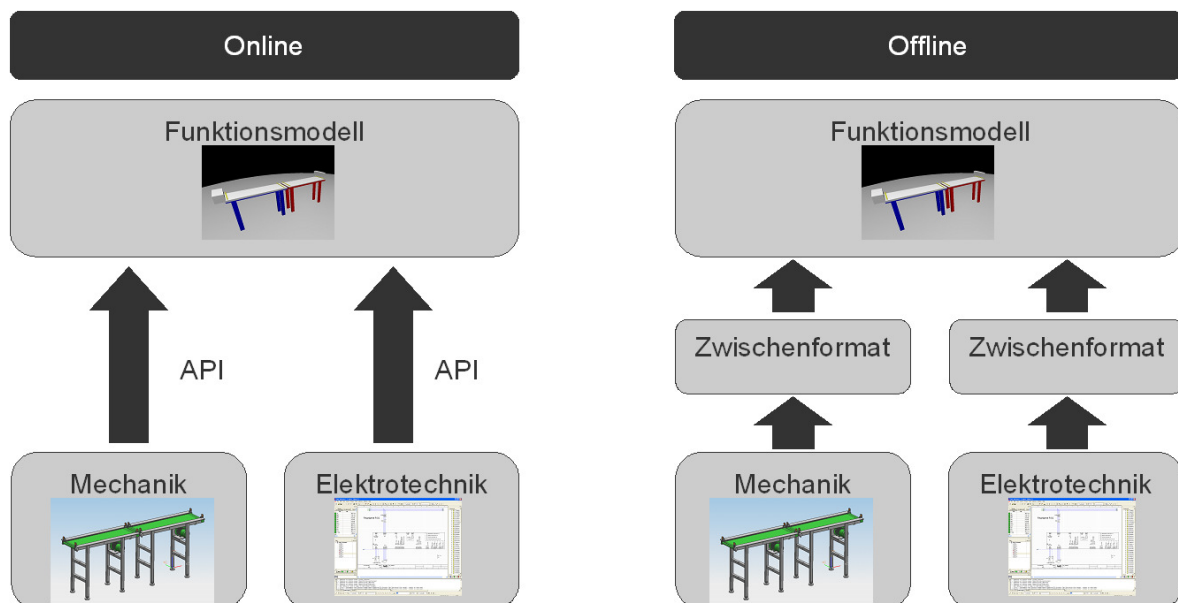 Online
Offline
Funktionsmodell
Funktionsmodell
API
API
Zwischenformat
Zwischenformat
Mechanik
Elektrotechnik
Mechanik
Elektrotechnik